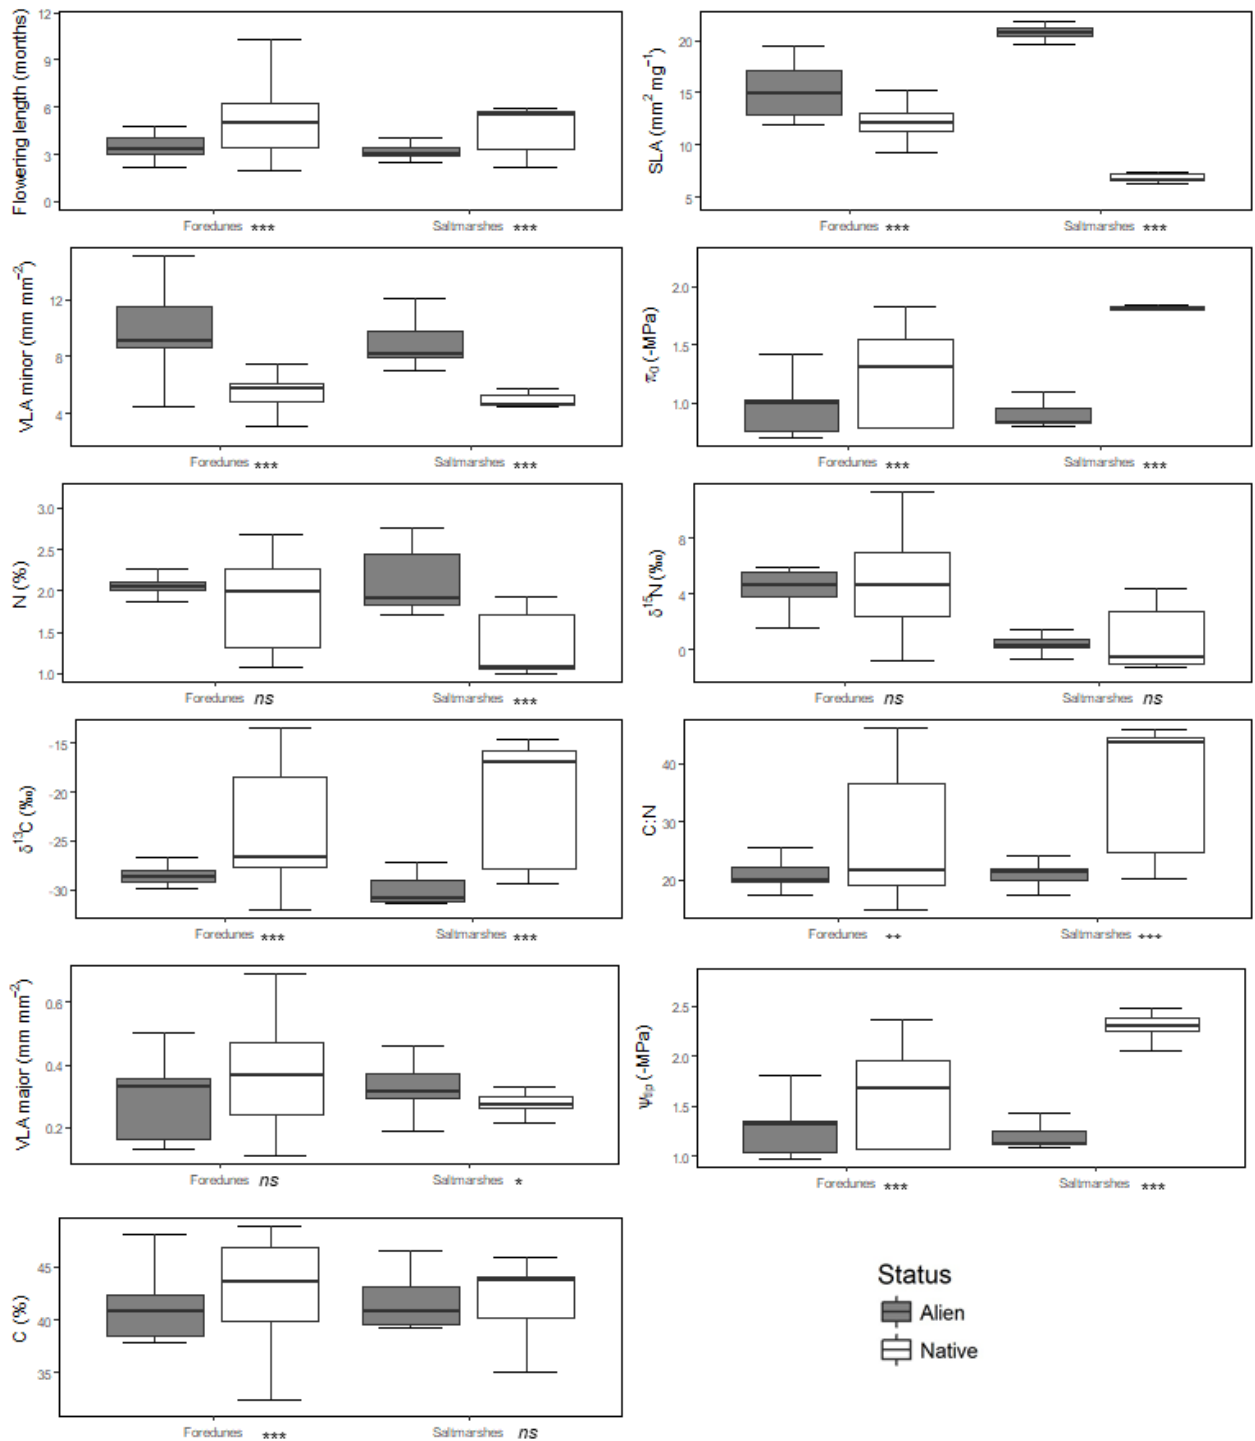 Flowering length (months)
12
9
6
3
0
Foredunes ***
Saltmarshes ***
SLA (mm² mg⁻¹)
20
15
10
5
Foredunes ***
Saltmarshes ***
VLA minor (mm mm⁻²)
12
8
4
Foredunes ***
Saltmarshes ***
π₀ (-MPa)
2.0
1.5
1.0
Foredunes ***
Saltmarshes ***
N (%)
3.0
2.5
2.0
1.5
1.0
Foredunes ns
Saltmarshes ***
δ¹⁵N (‰)
8
4
0
Foredunes ns
Saltmarshes ns
δ¹³C (‰)
-15
-20
-25
-30
Foredunes ***
Saltmarshes ***
C:N
40
30
20
Foredunes **
Saltmarshes ***
VLA major (mm mm⁻²)
0.6
0.4
0.2
Foredunes ns
Saltmarshes *
Ψtlp (-MPa)
2.5
2.0
1.5
1.0
Foredunes ***
Saltmarshes ***
C (%)
45
40
35
Foredunes ***
Saltmarshes ns
Status
Alien
Native